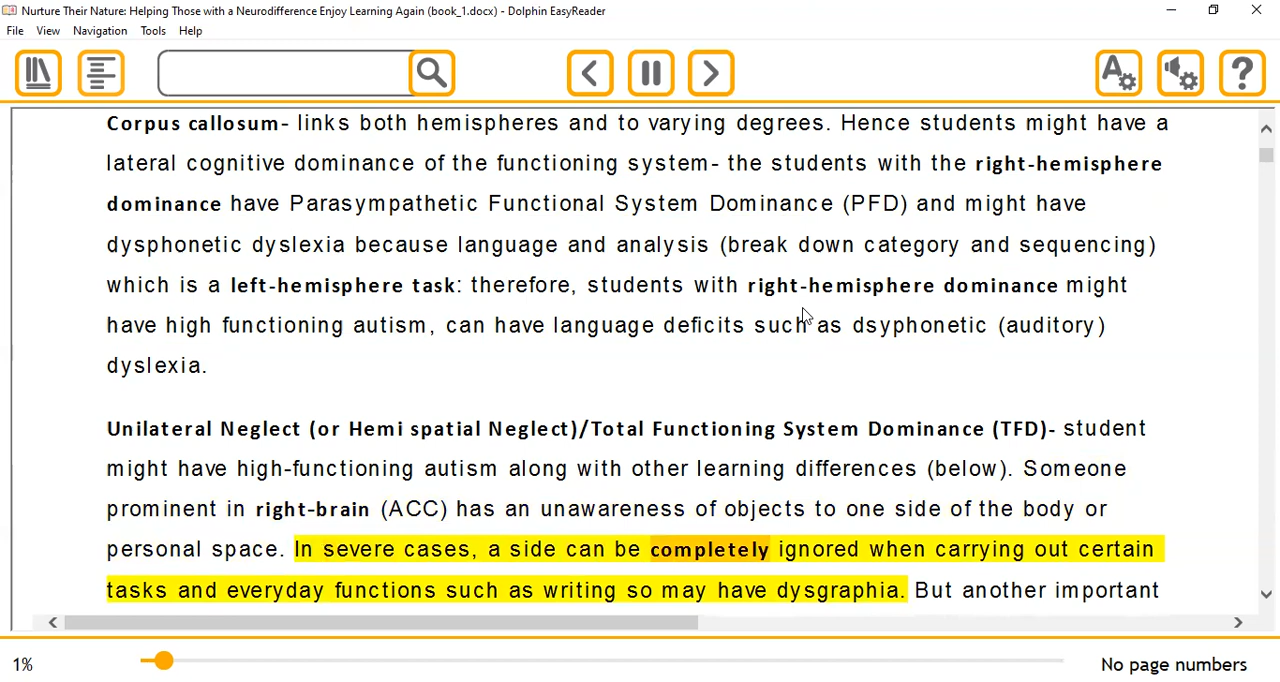 Nurture Their Nature: Helping Those with a Neurodifference Enjoy Learning Again (book_1.docx) - Dolphin EasyReader
File View Navigation Tools Help
Corpus callosum- links both hemispheres and to varying degrees. Hence students might have a
lateral cognitive dominance of the functioning system- the students with the right-hemisphere
dominance have Parasympathetic Functional System Dominance (PFD) and might have
dysphonetic dyslexia because language and analysis (break down category and sequencing)
which is a left-hemisphere task: therefore, students with right-hemisphere dominance might
have high functioning autism, can have language deficits such as dsyphonetic (auditory)
dyslexia.
Unilateral Neglect (or Hemi spatial Neglect)/Total Functioning System Dominance (TFD)- student
might have high-functioning autism along with other learning differences (below). Someone
prominent in right-brain (ACC) has an unawareness of objects to one side of the body or
personal space. In severe cases, a side can be completely ignored when carrying out certain
tasks and everyday functions such as writing so may have dysgraphia. But another important
1% No page numbers